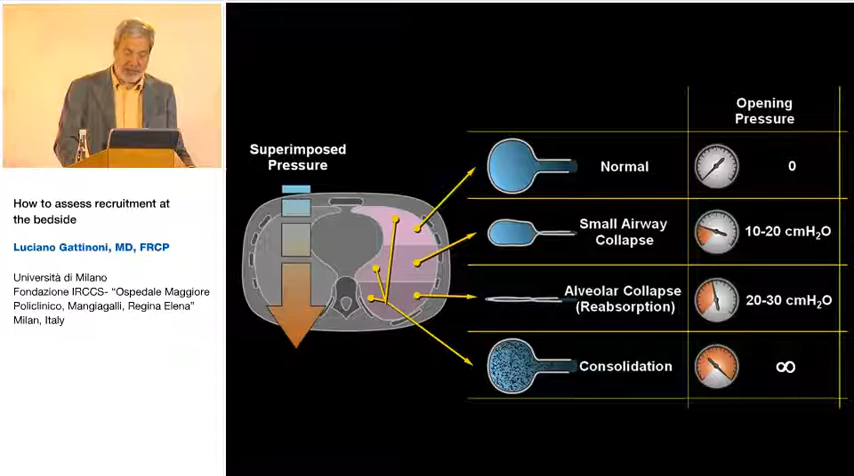 How to assess recruitment at
the bedside
Luciano Gattinoni, MD, FRCP
Università di Milano
Fondazione IRCCS- “Ospedale Maggiore
Policlinico, Mangiagalli, Regina Elena”
Milan, Italy
Superimposed
Pressure
Opening
Pressure
Normal
0
Small Airway
Collapse
10-20 cmH₂O
Alveolar Collapse
(Reabsorption)
20-30 cmH₂O
Consolidation
∞